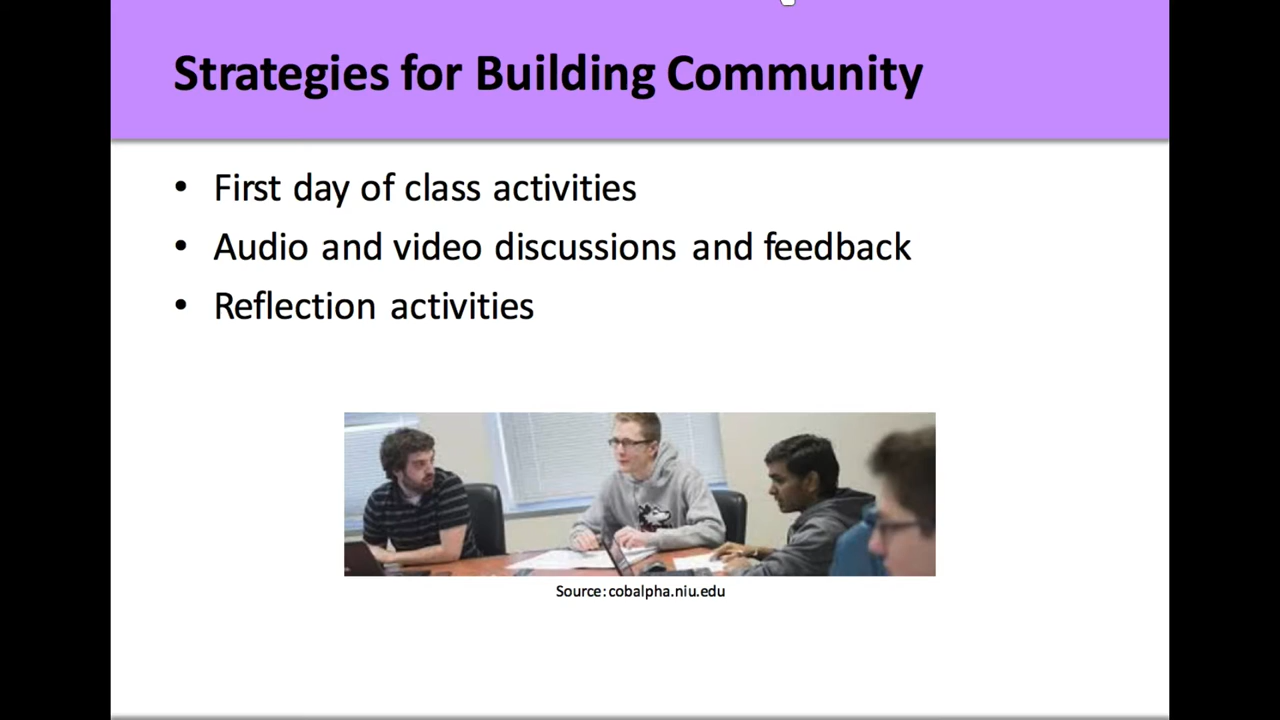 Strategies for Building Community
• First day of class activities
• Audio and video discussions and feedback
• Reflection activities
Source: cobalpha.niu.edu